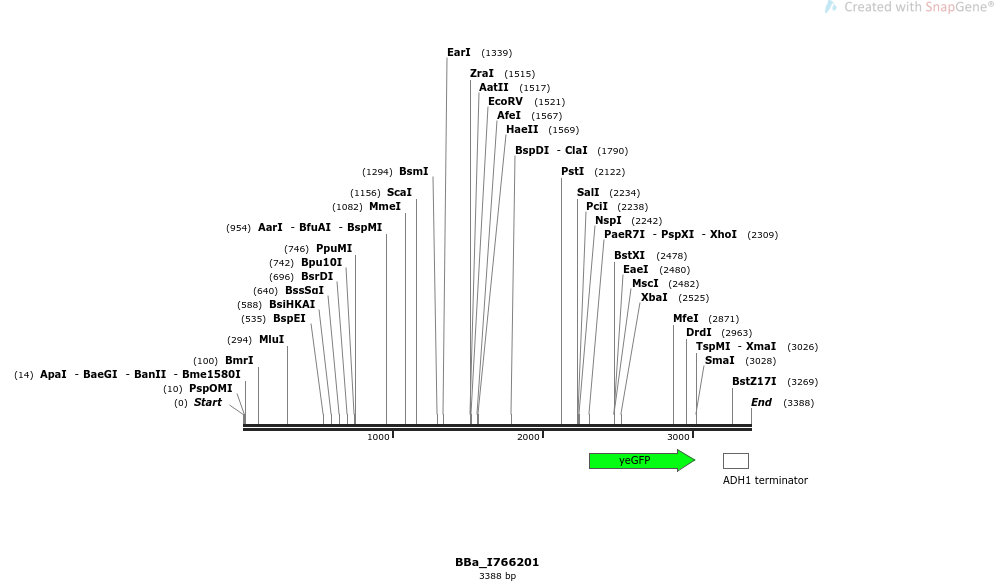 Created with SnapGene®
EarI (1339)
ZraI (1515)
AatII (1517)
EcoRV (1521)
AfeI (1567)
HaeII (1569)
BspDI - ClaI (1790)
(1294) BsmI
PstI (2122)
(1156) ScaI
SalI (2234)
(1082) MmeI
PciI (2238)
NspI (2242)
(954) AarI - BfuAI - BspMI
PaeR7I - PspXI - XhoI (2309)
(746) PpuMI
BstXI (2478)
(742) Bpu10I
EaeI (2480)
(696) BsrDI
MscI (2482)
(640) BssSαI
XbaI (2525)
(588) BsiHKAI
(535) BspEI
MfeI (2871)
DrdI (2963)
(294) MluI
TspMI - XmaI (3026)
(100) BmrI
SmaI (3028)
(14) ApaI - BaeGI - BanII - Bme1580I
BstZ17I (3269)
(10) PspOMI
(0) Start
End (3388)
1000
2000
3000
yeGFP
ADH1 terminator
BBa_I766201
3388 bp